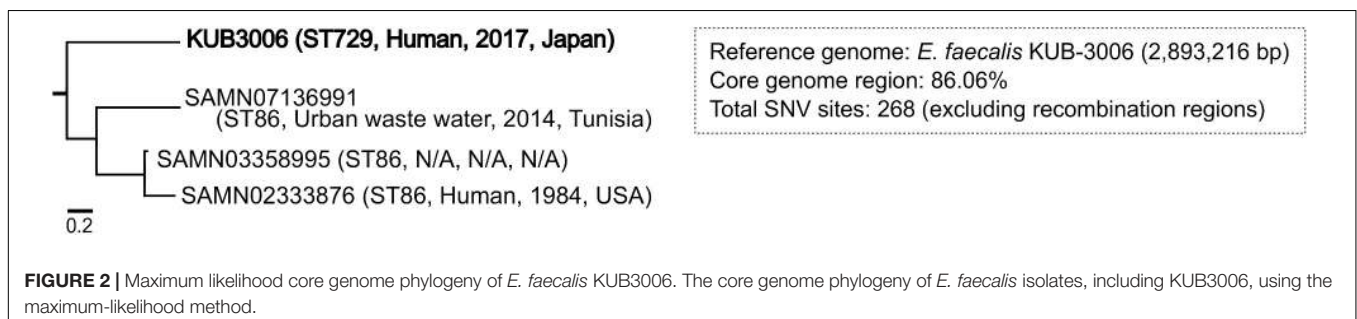 KUB3006 (ST729, Human, 2017, Japan)
SAMN07136991
(ST86, Urban waste water, 2014, Tunisia)
SAMN03358995 (ST86, N/A, N/A, N/A)
SAMN02333876 (ST86, Human, 1984, USA)
0.2
Reference genome: E. faecalis KUB-3006 (2,893,216 bp)
Core genome region: 86.06%
Total SNV sites: 268 (excluding recombination regions)
FIGURE 2 | Maximum likelihood core genome phylogeny of E. faecalis KUB3006. The core genome phylogeny of E. faecalis isolates, including KUB3006, using the
maximum-likelihood method.